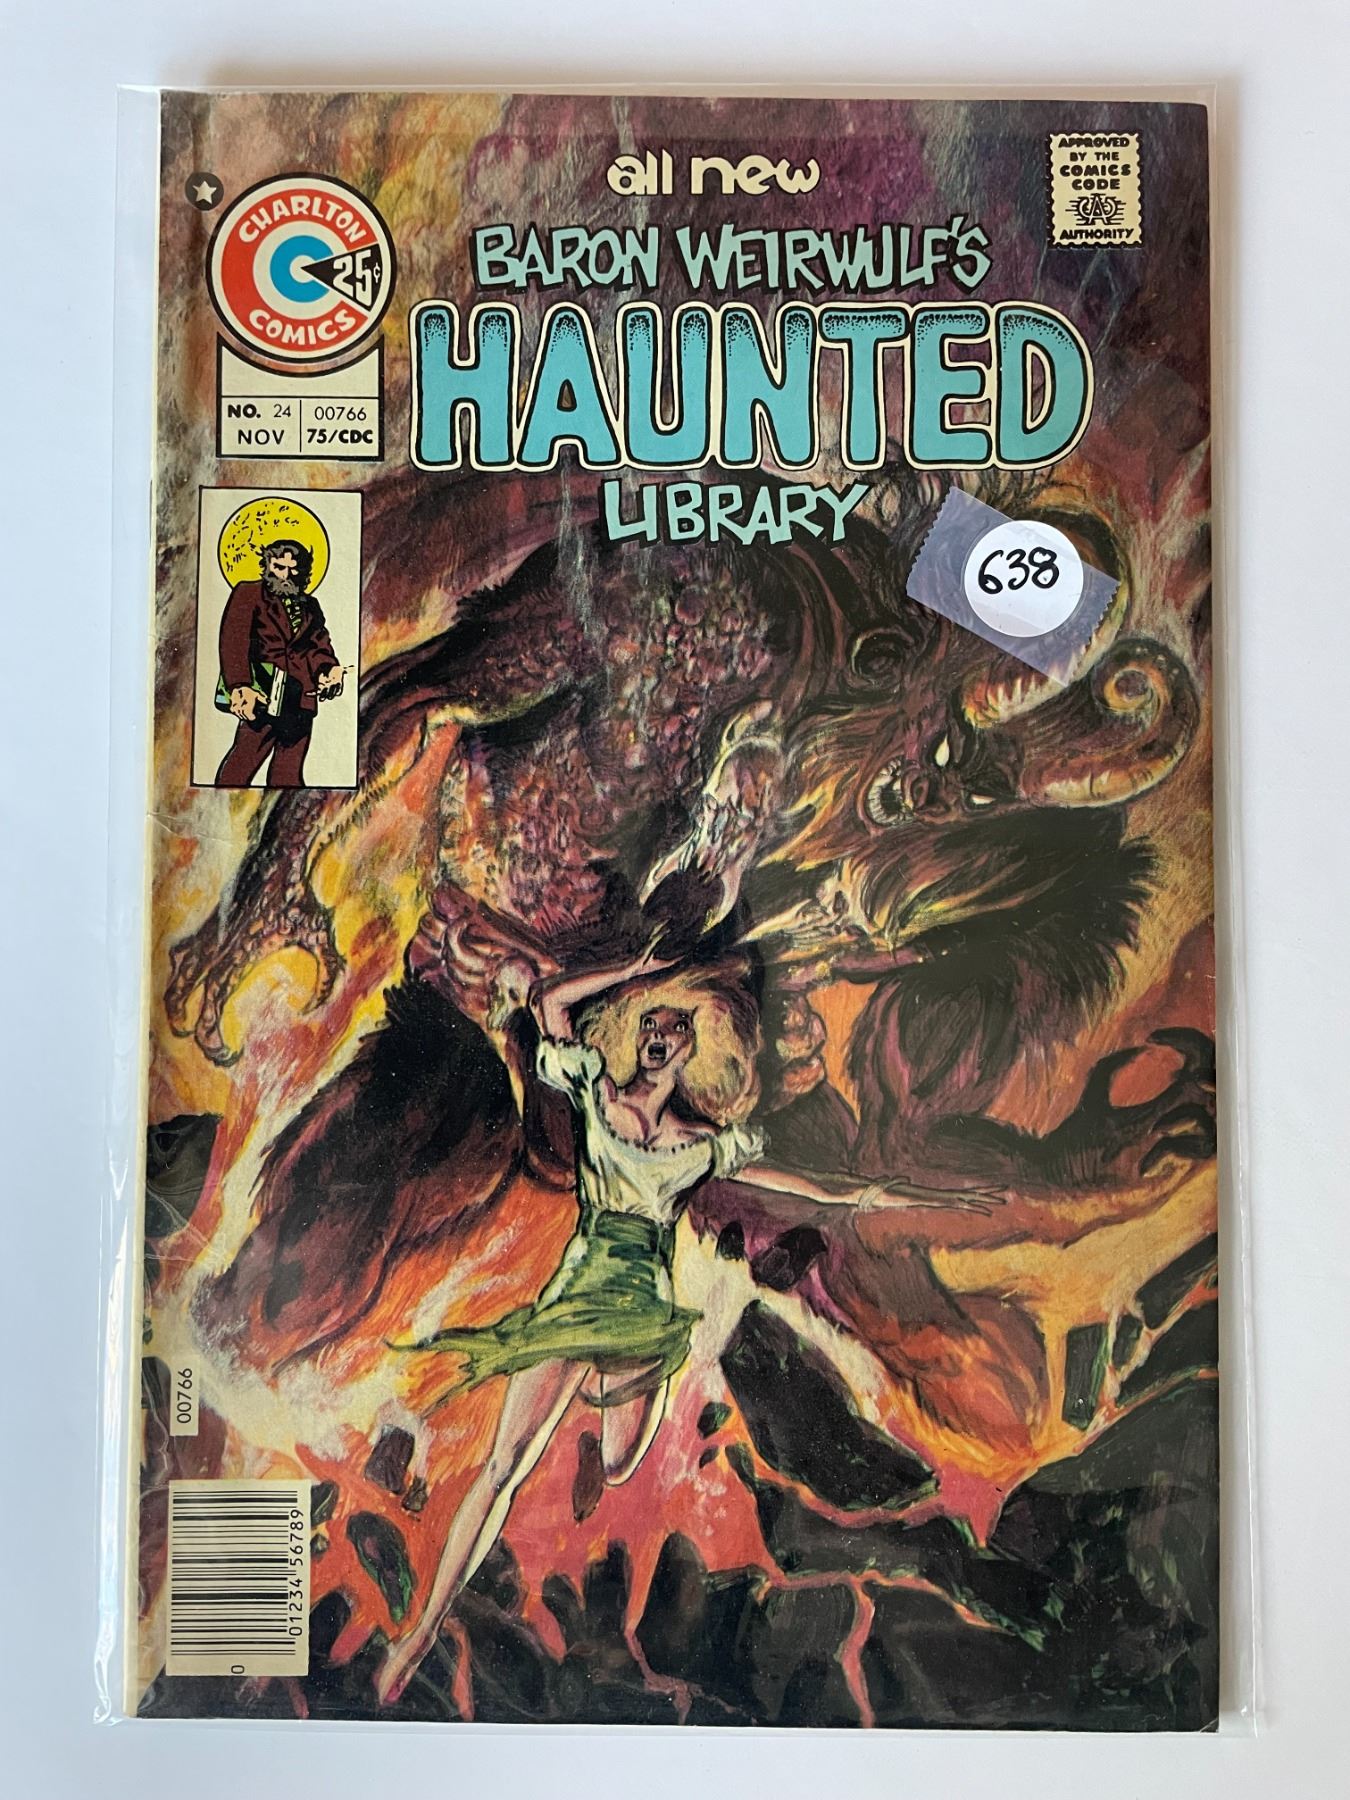 all new
BARON WEIRWULF'S
HAUNTED
LIBRARY
CHARLTON
COMICS
C
25¢
NO. 24
NOV
00766
75/CDC
APPROVED
BY THE
COMICS
CODE
AUTHORITY
638
00766
01234 56789
0